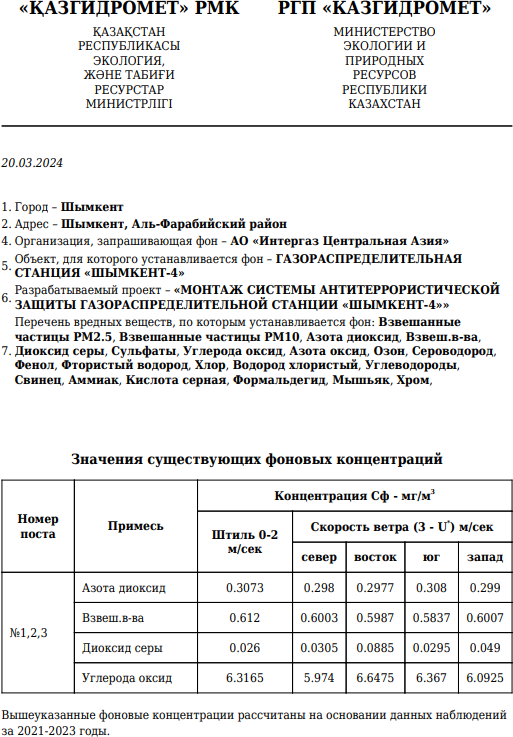 «ҚАЗГИДРОМЕТ» РМК
ҚАЗАҚСТАН
РЕСПУБЛИКАСЫ
ЭКОЛОГИЯ,
ЖӘНЕ ТАБИҒИ
РЕСУРСТАР
МИНИСТРЛІГІ
РГП «КАЗГИДРОМЕТ»
МИНИСТЕРСТВО
ЭКОЛОГИИ И
ПРИРОДНЫХ
РЕСУРСОВ
РЕСПУБЛИКИ
КАЗАХСТАН
20.03.2024
1. Город – Шымкент
2. Адрес – Шымкент, Аль-Фарабийский район
4. Организация, запрашивающая фон – АО «Интергаз Центральная Азия»
5. Объект, для которого устанавливается фон – ГАЗОРАСПРЕДЕЛИТЕЛЬНАЯ
СТАНЦИЯ «ШЫМКЕНТ-4»
6. Разрабатываемый проект – «МОНТАЖ СИСТЕМЫ АНТИТЕРРОРИСТИЧЕСКОЙ
ЗАЩИТЫ ГАЗОРАСПРЕДЕЛИТЕЛЬНОЙ СТАНЦИИ «ШЫМКЕНТ-4»»
7. Перечень вредных веществ, по которым устанавливается фон: Взвешанные
частицы РМ2.5, Взвешанные частицы РМ10, Азота диоксид, Взвеш.в-ва,
Диоксид серы, Сульфаты, Углерода оксид, Азота оксид, Озон, Сероводород,
Фенол, Фтористый водород, Хлор, Водород хлористый, Углеводороды,
Свинец, Аммиак, Кислота серная, Формальдегид, Мышьяк, Хром,
Значения существующих фоновых концентраций
Номер поста Примесь Концентрация Сф - мг/м³
Штиль 0-2 м/сек Скорость ветра (3 - U*) м/сек
север восток юг запад
№1,2,3 Азота диоксид 0.3073 0.298 0.2977 0.308 0.299
Взвеш.в-ва 0.612 0.6003 0.5987 0.5837 0.6007
Диоксид серы 0.026 0.0305 0.0885 0.0295 0.049
Углерода оксид 6.3165 5.974 6.6475 6.367 6.0925
Вышеуказанные фоновые концентрации рассчитаны на основании данных наблюдений
за 2021-2023 годы.